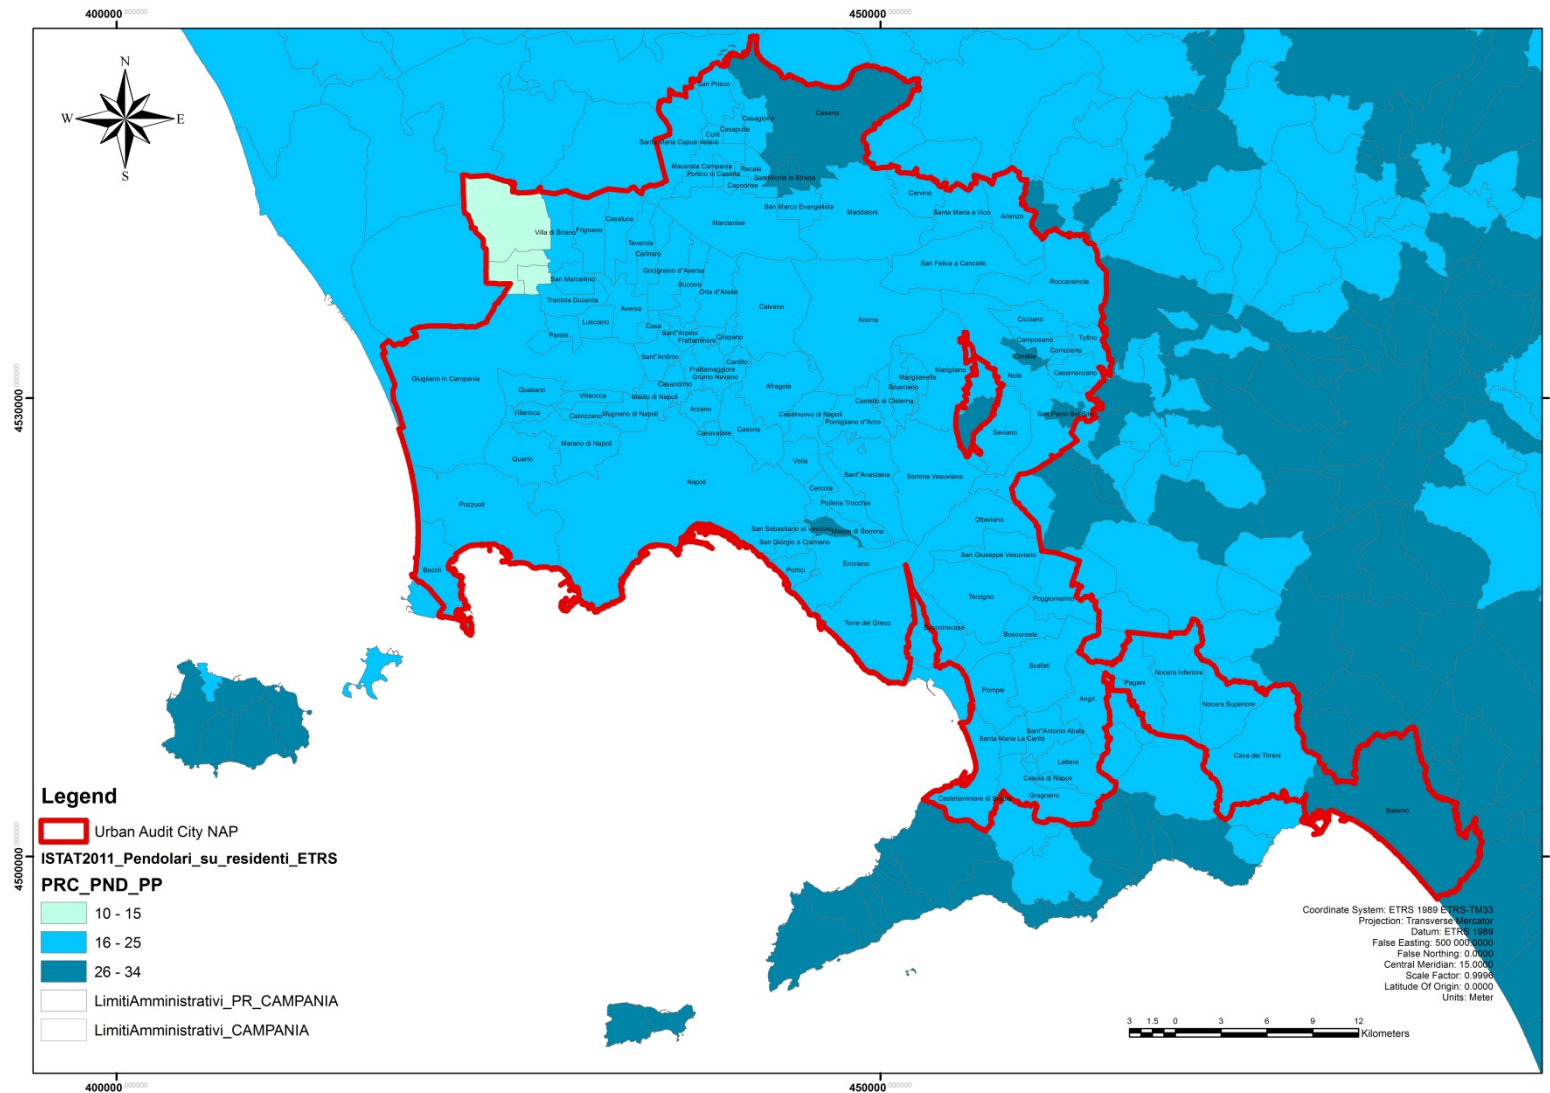 400000 000000
450000 000000
N
W
E
S
San Prisco
Caserta
Casagiove
Casapulla
Curti
Santa Maria Capua Vetere
Macerata Campania
Recale
Portico di Caserta
San Nicola la Strada
Capodrise
Cervino
San Marco Evangelista
Maddaloni
Santa Maria a Vico
Arienzo
Casaluce
Marcianise
Villa di Briano
Frignano
Teverola
Carinaro
San Felice a Cancello
Gricignano d"Aversa
San Marcellino
Succivo
Roccarainola
Orta d"Atella
Trentola Ducenta
Aversa
Caivano
Lusciano
Cesa
Acerra
Cicciano
Parete
Sant"Arpino
Frattaminore
Crispano
Camposano
Tufino
Comiziano
Sant"Antimo
Cardito
Cimitile
Giugliano in Campania
Frattamaggiore
Grumo Nevano
Marigliano
Mariglianella
Nola
Casamarciano
Casandrino
Afragola
Brusciano
Qualiano
Villaricca
Melito di Napoli
Castello di Cisterna
Villaricca
Calvizzano
Mugnano di Napoli
Arzano
Casalnuovo di Napoli
San Paolo Bel Sito
Pomigliano d"Arco
Casavatore
Casoria
Saviano
Marano di Napoli
Quarto
Volla
Sant"Anastasia
Somma Vesuviana
Napoli
Cercola
Pozzuoli
Pollena Trocchia
Ottaviano
San Sebastiano al Vesuvio
Massa di Somma
San Giorgio a Cremano
San Giuseppe Vesuviano
Bacoli
Portici
Ercolano
Terzigno
Poggiomarino
Torre del Greco
Boscotrecase
Boscoreale
Scafati
Nocera Inferiore
Pagani
Pompei
Angri
Nocera Superiore
Sant"Antonio Abate
Santa Maria La Carità
Cava dei Tirreni
Lettere
Casola di Napoli
Gragnano
Castellammare di Stabia
Salerno
4530000 000000
4500000 000000
Legend
Urban Audit City NAP
ISTAT2011_Pendolari_su_residenti_ETRS
PRC_PND_PP
10 - 15
16 - 25
26 - 34
LimitiAmministrativi_PR_CAMPANIA
LimitiAmministrativi_CAMPANIA
Coordinate System: ETRS 1989 ETRS-TM33
Projection: Transverse Mercator
Datum: ETRS 1989
False Easting: 500 000.0000
False Northing: 0.0000
Central Meridian: 15.0000
Scale Factor: 0.9996
Latitude Of Origin: 0.0000
Units: Meter
3 1.5 0 3 6 9 12
Kilometers
400000 000000
450000 000000